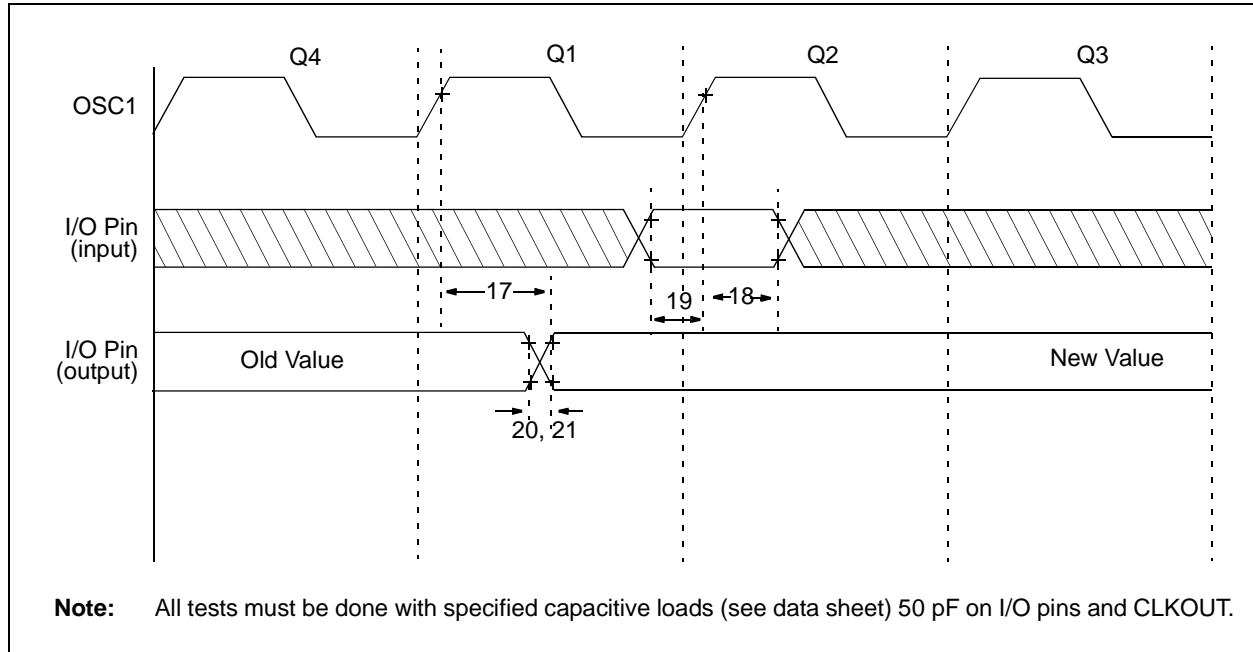 Q4
Q1
Q2
Q3
OSC1
I/O Pin
(input)
17
19
18
I/O Pin
(output)
Old Value
New Value
20, 21
Note: All tests must be done with specified capacitive loads (see data sheet) 50 pF on I/O pins and CLKOUT.